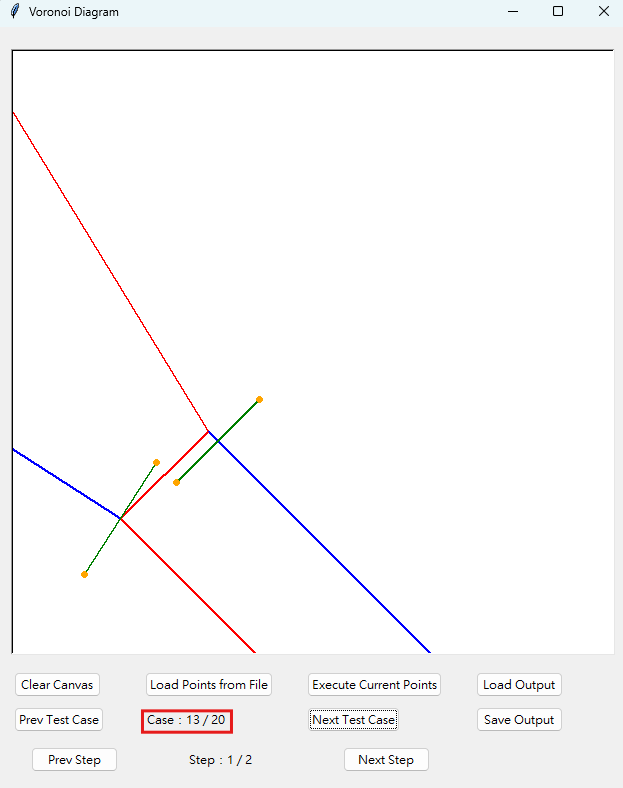 Voronoi Diagram
Clear Canvas Load Points from File Execute Current Points Load Output
Prev Test Case Case : 13 / 20 Next Test Case Save Output
Prev Step Step : 1 / 2 Next Step